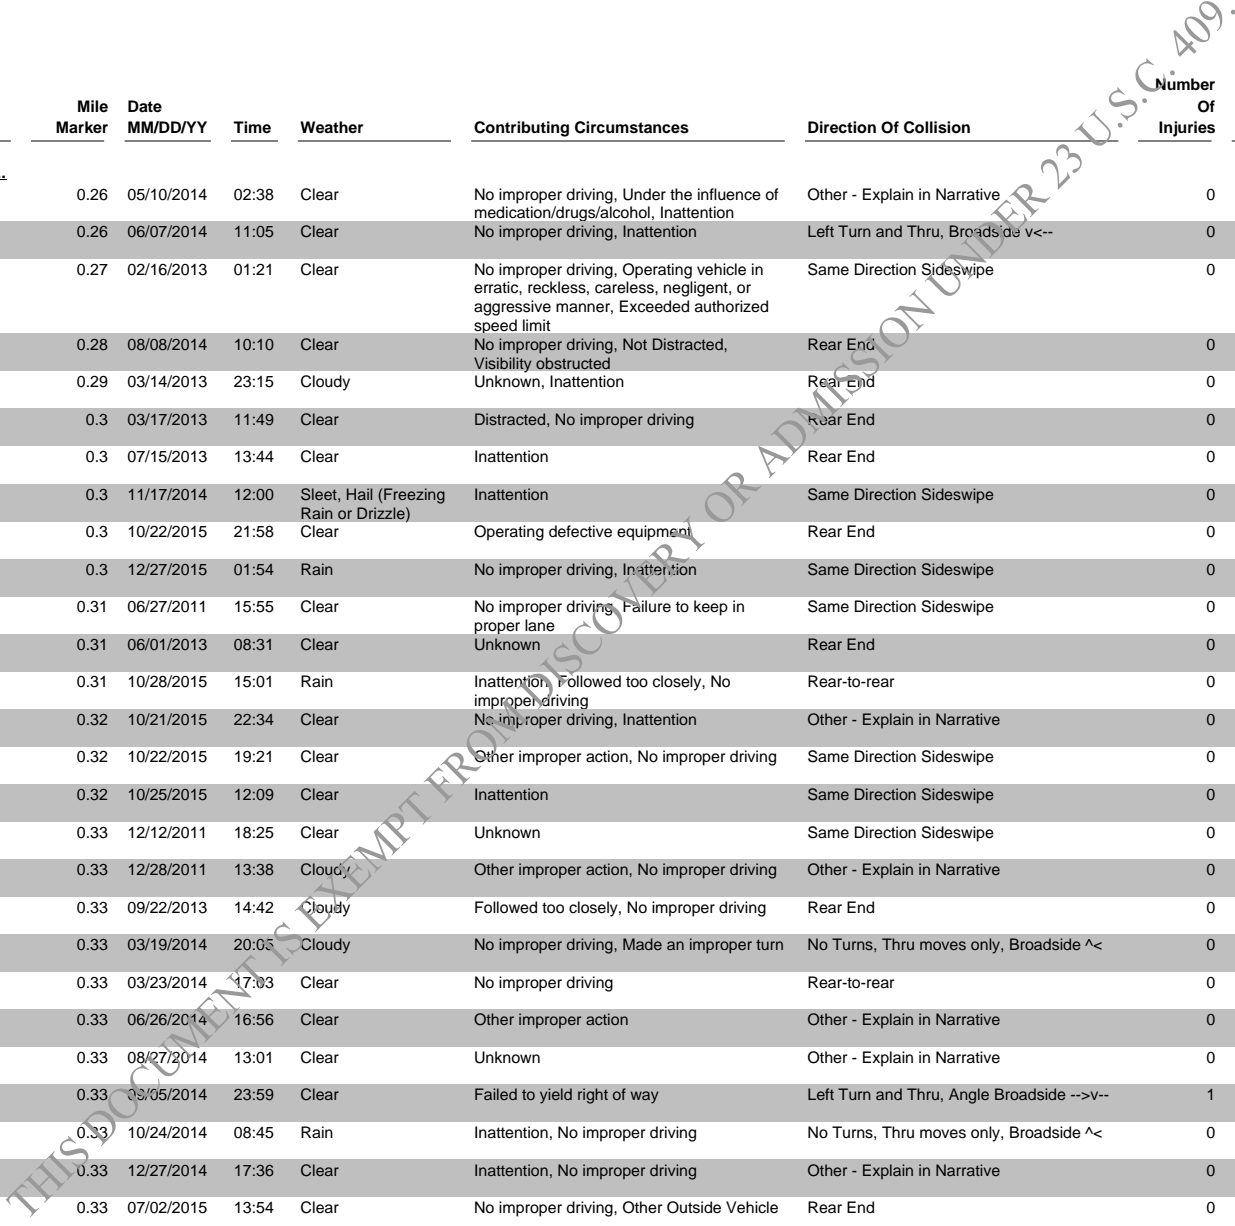 Mile Date Number Of
Marker MM/DD/YY Time Weather Contributing Circumstances Direction Of Collision Injuries
0.26 05/10/2014 02:38 Clear No improper driving, Under the influence of Other - Explain in Narrative 0
medication/drugs/alcohol, Inattention
0.26 06/07/2014 11:05 Clear No improper driving, Inattention Left Turn and Thru, Broadside v<-- 0
0.27 02/16/2013 01:21 Clear No improper driving, Operating vehicle in Same Direction Sideswipe 0
erratic, reckless, careless, negligent, or
aggressive manner, Exceeded authorized
speed limit
0.28 08/08/2014 10:10 Clear No improper driving, Not Distracted, Rear End 0
Visibility obstructed
0.29 03/14/2013 23:15 Cloudy Unknown, Inattention Rear End 0
0.3 03/17/2013 11:49 Clear Distracted, No improper driving Rear End 0
0.3 07/15/2013 13:44 Clear Inattention Rear End 0
0.3 11/17/2014 12:00 Sleet, Hail (Freezing Inattention Same Direction Sideswipe 0
Rain or Drizzle)
0.3 10/22/2015 21:58 Clear Operating defective equipment Rear End 0
0.3 12/27/2015 01:54 Rain No improper driving, Inattention Same Direction Sideswipe 0
0.31 06/27/2011 15:55 Clear No improper driving, Failure to keep in Same Direction Sideswipe 0
proper lane
0.31 06/01/2013 08:31 Clear Unknown Rear End 0
0.31 10/28/2015 15:01 Rain Inattention, Followed too closely, No Rear-to-rear 0
improper driving
0.32 10/21/2015 22:34 Clear No improper driving, Inattention Other - Explain in Narrative 0
0.32 10/22/2015 19:21 Clear Other improper action, No improper driving Same Direction Sideswipe 0
0.32 10/25/2015 12:09 Clear Inattention Same Direction Sideswipe 0
0.33 12/12/2011 18:25 Clear Unknown Same Direction Sideswipe 0
0.33 12/28/2011 13:38 Cloudy Other improper action, No improper driving Other - Explain in Narrative 0
0.33 09/22/2013 14:42 Cloudy Followed too closely, No improper driving Rear End 0
0.33 03/19/2014 20:05 Cloudy No improper driving, Made an improper turn No Turns, Thru moves only, Broadside ^< 0
0.33 03/23/2014 17:03 Clear No improper driving Rear-to-rear 0
0.33 06/26/2014 16:56 Clear Other improper action Other - Explain in Narrative 0
0.33 08/27/2014 13:01 Clear Unknown Other - Explain in Narrative 0
0.33 09/05/2014 23:59 Clear Failed to yield right of way Left Turn and Thru, Angle Broadside -->v-- 1
0.33 10/24/2014 08:45 Rain Inattention, No improper driving No Turns, Thru moves only, Broadside ^< 0
0.33 12/27/2014 17:36 Clear Inattention, No improper driving Other - Explain in Narrative 0
0.33 07/02/2015 13:54 Clear No improper driving, Other Outside Vehicle Rear End 0
THIS DOCUMENT IS EXEMPT FROM DISCOVERY OR ADMISSION UNDER 23 U.S.C. 409.